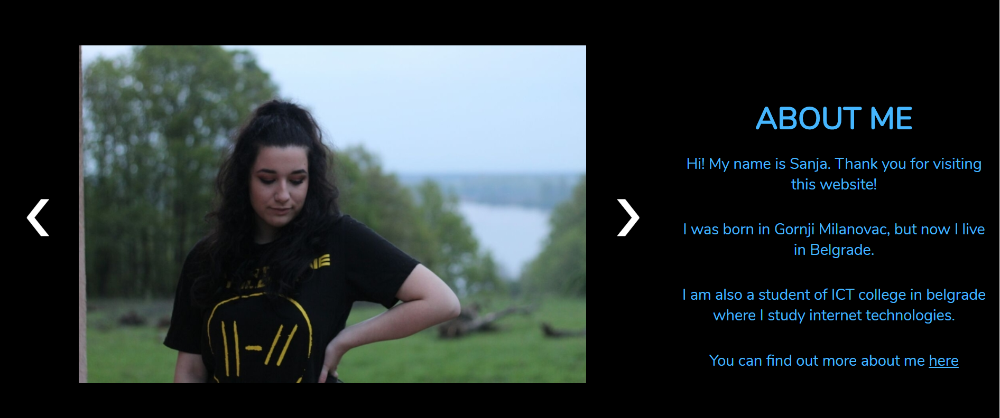 ABOUT ME
Hi! My name is Sanja. Thank you for visiting
this website!
I was born in Gornji Milanovac, but now I live
in Belgrade.
I am also a student of ICT college in belgrade
where I study internet technologies.
You can find out more about me here